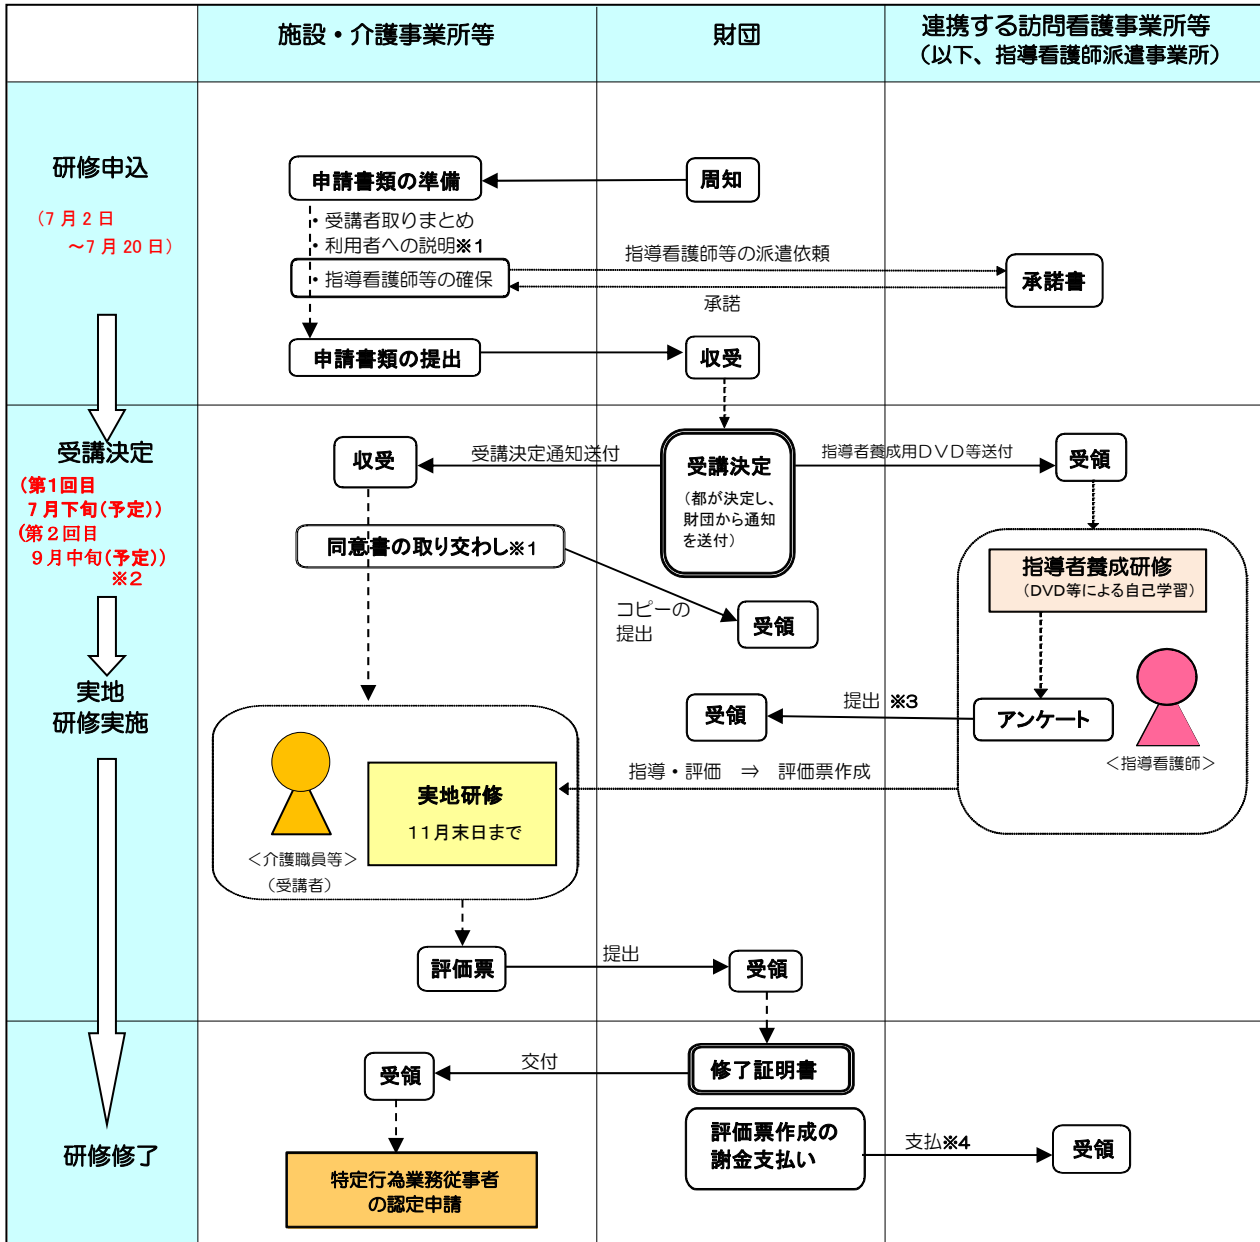 施設・介護事業所等
財団
連携する訪問看護事業所等
(以下、指導看護師派遣事業所)
研修申込
(7月2日
～7月20日)
申請書類の準備
周知
・受講者取りまとめ
・利用者への説明※1
・指導看護師等の確保
指導看護師等の派遣依頼
承諾
承諾書
申請書類の提出
収受
受講決定
(第1回目
7月下旬(予定))
(第2回目
9月中旬(予定))
※2
収受
受講決定通知送付
受講決定
(都が決定し、
財団から通知
を送付)
指導者養成用DVD等送付
受領
同意書の取り交わし※1
コピーの
提出
受領
指導者養成研修
(DVD等による自己学習)
実地
研修実施
受領
提出 ※3
アンケート
＜指導看護師＞
指導・評価 ⇒ 評価票作成
実地研修
11月末日まで
＜介護職員等＞
(受講者)
評価票
提出
受領
研修修了
受領
交付
修了証明書
評価票作成の
謝金支払い
支払※4
受領
特定行為業務従事者
の認定申請